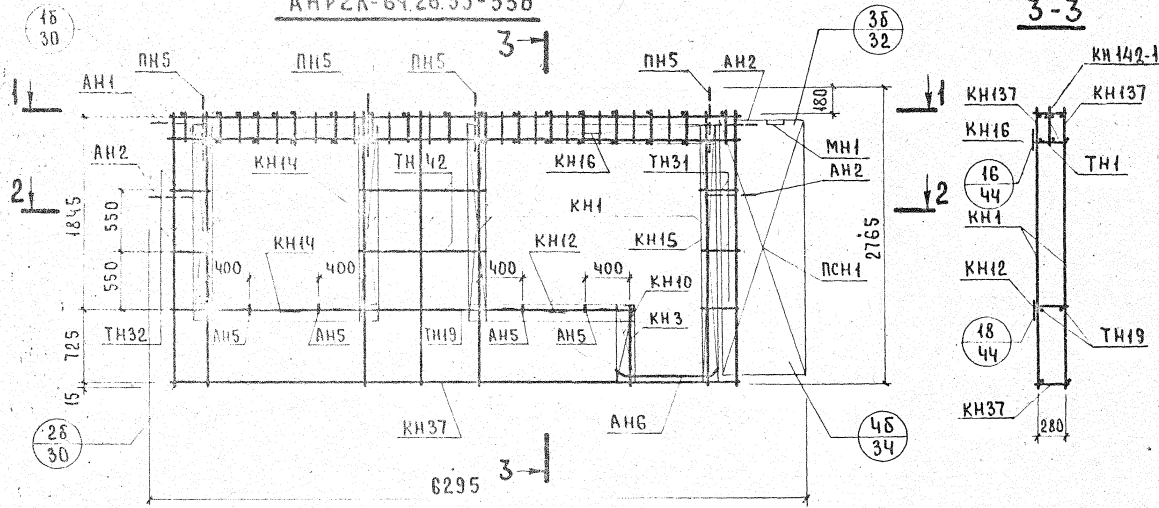 АНР2Л-64.28.35-55б
3-3
1б
30
3
3б
32
КН142-1
ПН5
ПН5
ПН5
ПН5
АН2
АН1
1
1
180
КН137
КН137
АН2
КН14
ТН42
КН16
ТН31
МН1
КН16
ТН1
АН2
2
2
16
44
1845
550
КН1
КН1
КН14
КН12
КН15
2765
550
400
400
400
400
ПСН1
КН12
КН10
КН3
ТН32
АН5
АН5
ТН19
АН5
АН5
725
18
44
ТН19
15
КН37
АН6
КН37
280
2б
30
4б
34
3
6295